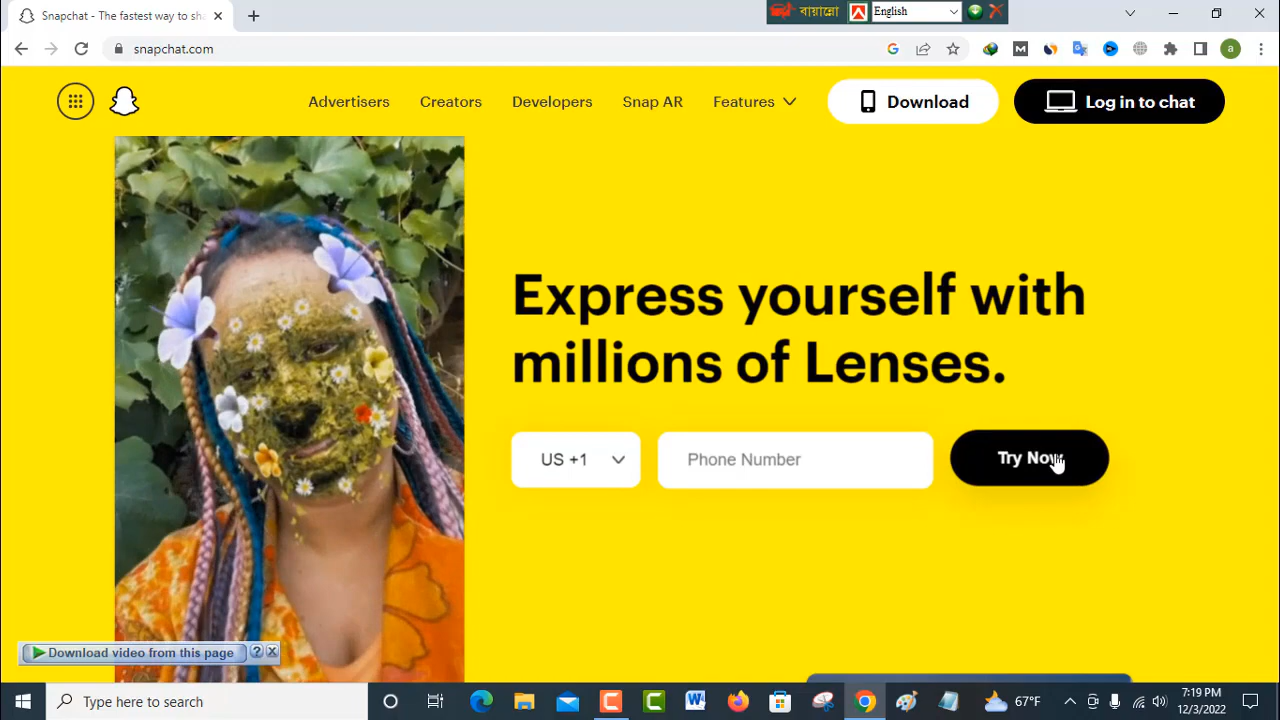 Snapchat - The fastest way to sha
বায়ান্নো
English
snapchat.com
a
Advertisers
Creators
Developers
Snap AR
Features
Download
Log in to chat
Express yourself with
millions of Lenses.
US +1
Phone Number
Try Now
Download video from this page
?
Type here to search
67°F
7:19 PM
12/3/2022